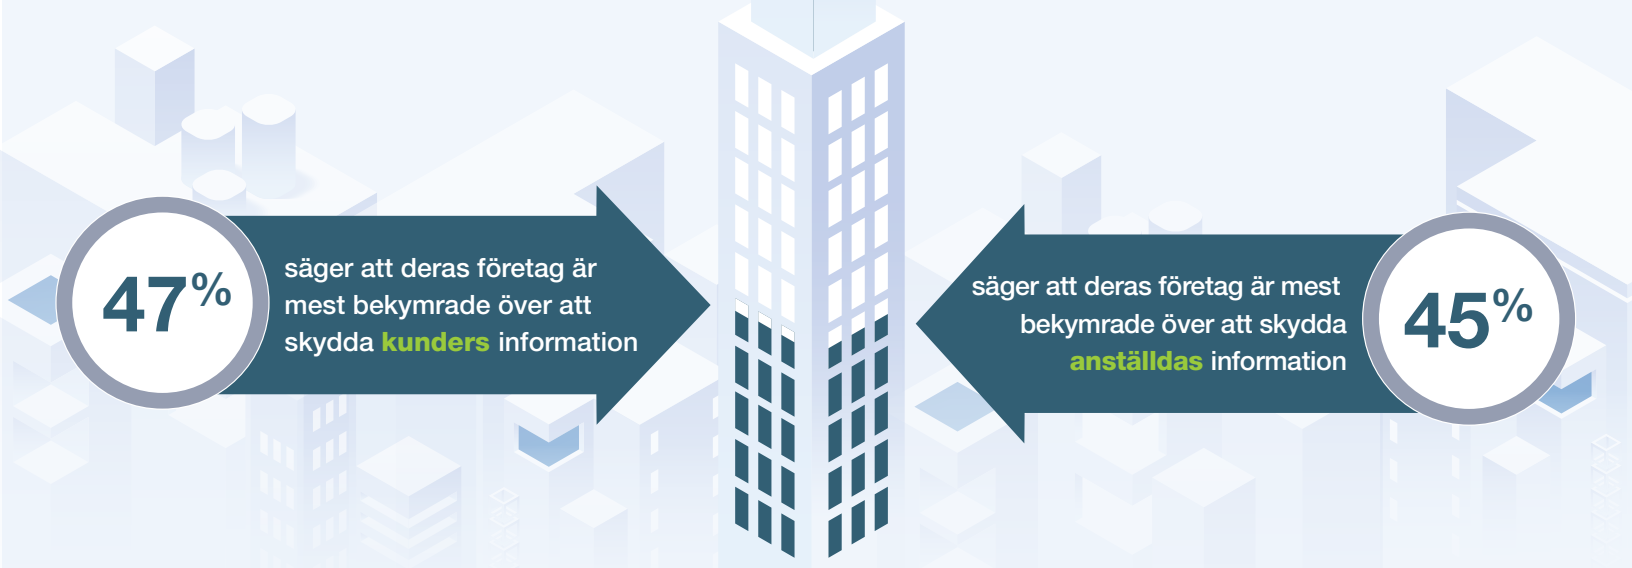 47%
säger att deras företag är
mest bekymrade över att
skydda kunders information
säger att deras företag är mest
bekymrade över att skydda
anställdas information
45%